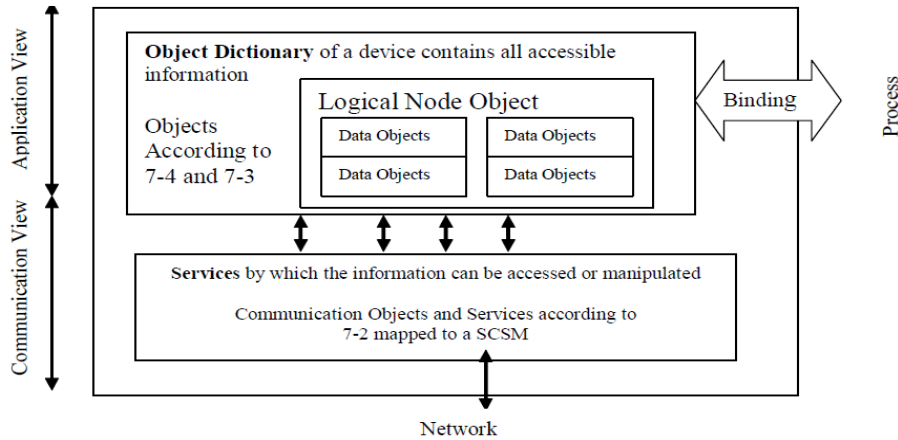 Application View
Communication View
Object Dictionary of a device contains all accessible
information
Objects
According to
7-4 and 7-3
Logical Node Object
Data Objects
Data Objects
Data Objects
Data Objects
Binding
Process
Services by which the information can be accessed or manipulated
Communication Objects and Services according to
7-2 mapped to a SCSM
Network